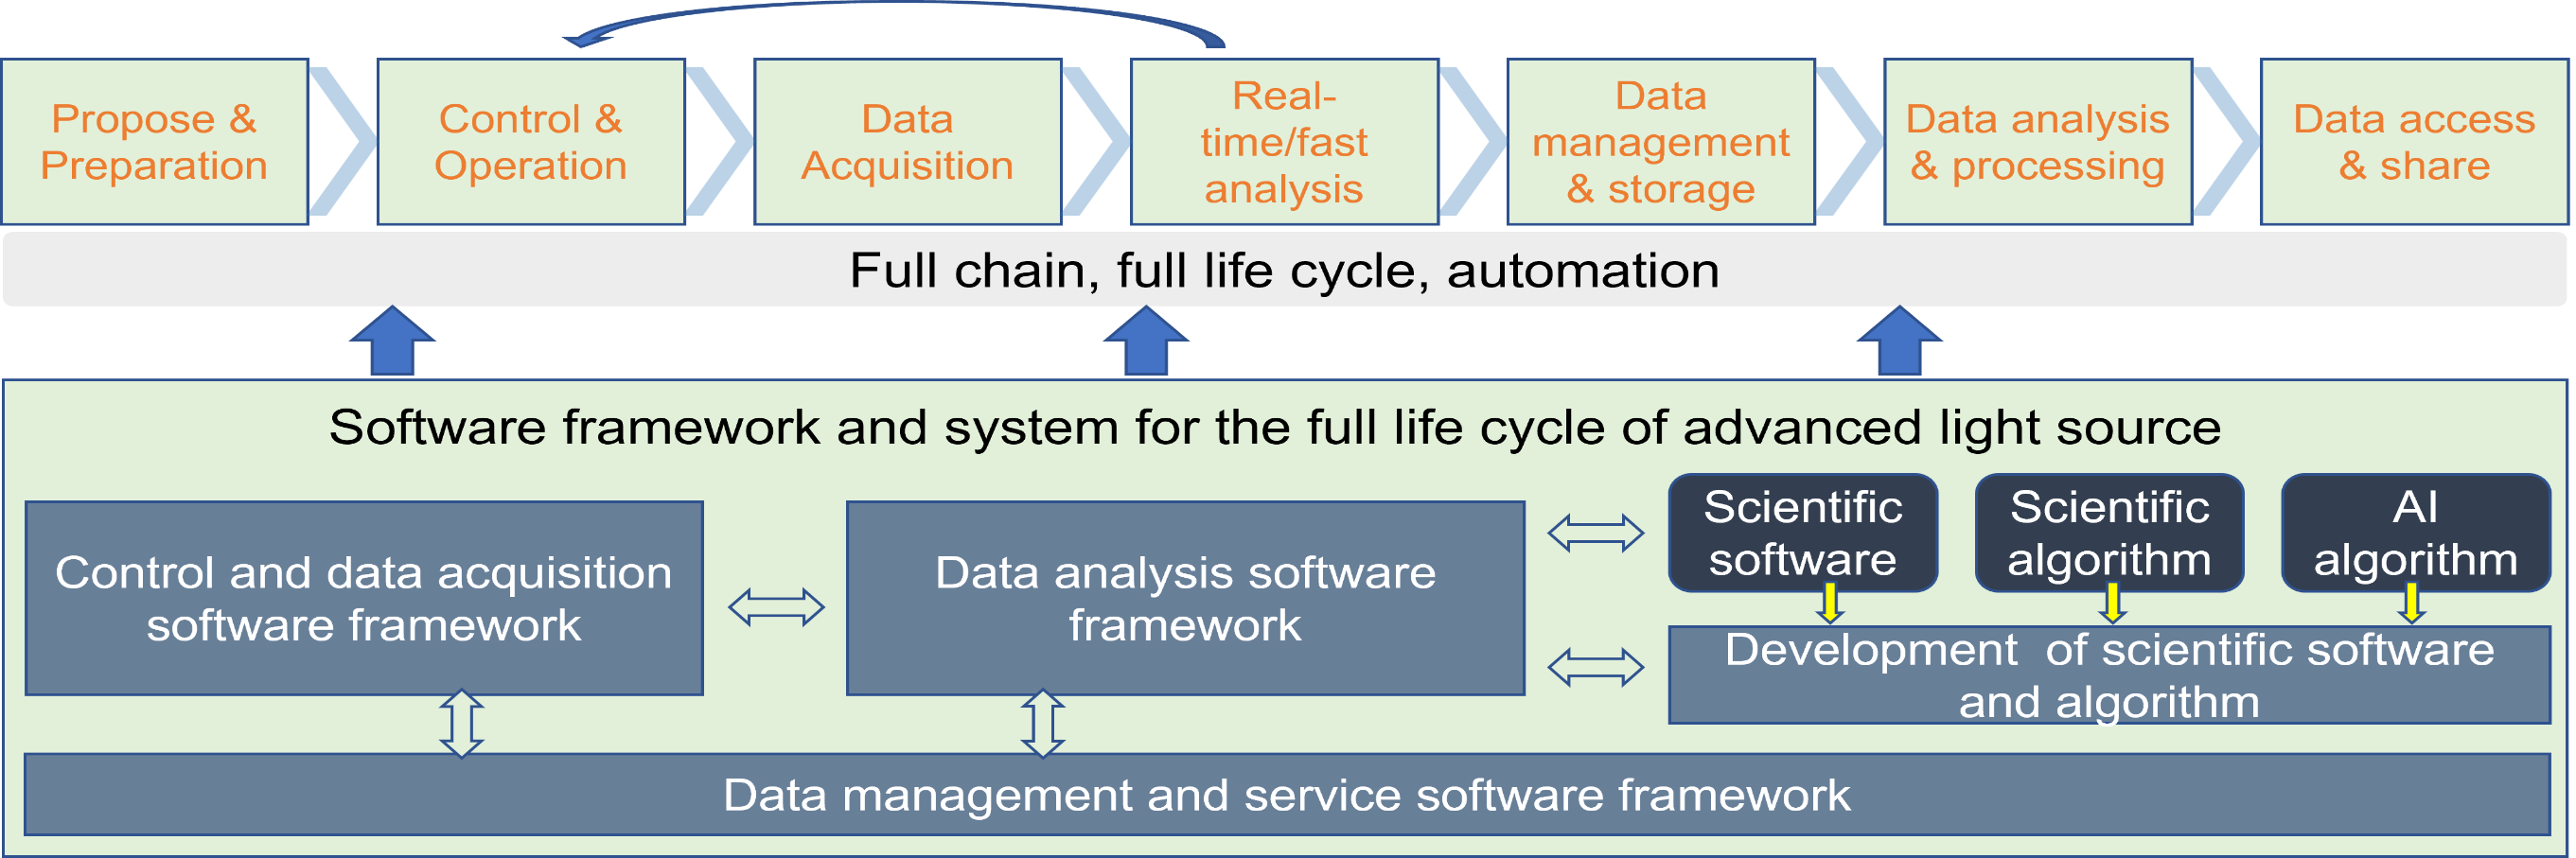 Propose &
Preparation
Control &
Operation
Data
Acquisition
Real-
time/fast
analysis
Data
management
& storage
Data analysis
& processing
Data access
& share
Full chain, full life cycle, automation
Software framework and system for the full life cycle of advanced light source
Control and data acquisition
software framework
Data analysis software
framework
Scientific
software
Scientific
algorithm
AI
algorithm
Development of scientific software
and algorithm
Data management and service software framework